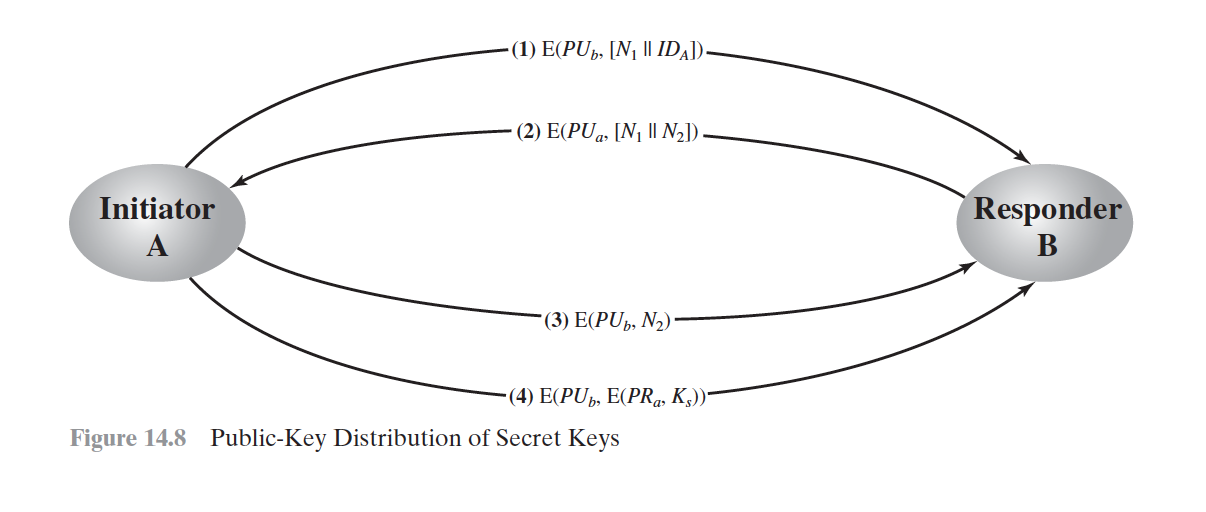 (1) E(PU_b, [N_1 || ID_A])
(2) E(PU_a, [N_1 || N_2])
Initiator
A
Responder
B
(3) E(PU_b, N_2)
(4) E(PU_b, E(PR_a, K_s))
Figure 14.8 Public-Key Distribution of Secret Keys